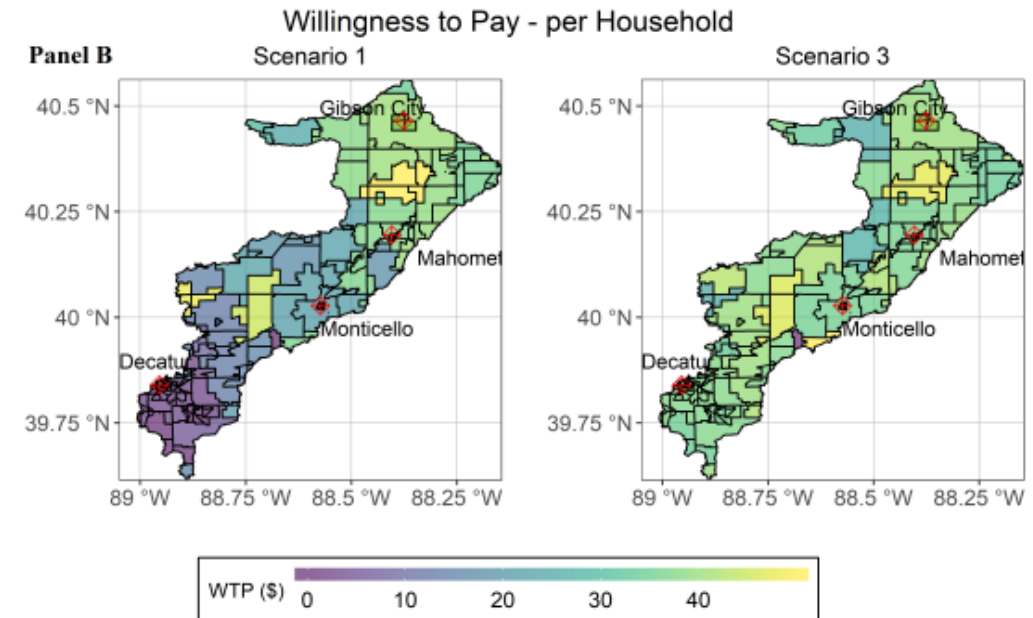 Willingness to Pay - per Household
Panel B
Scenario 1
Scenario 3
40.5 °N
40.25 °N
40 °N
39.75 °N
Gibson City
Mahomet
Monticello
Decatu
89 °W 88.75 °W 88.5 °W 88.25 °W
40.5 °N
40.25 °N
40 °N
39.75 °N
Gibson City
Mahomet
Monticello
Decatu
89 °W 88.75 °W 88.5 °W 88.25 °W
WTP ($)
0 10 20 30 40